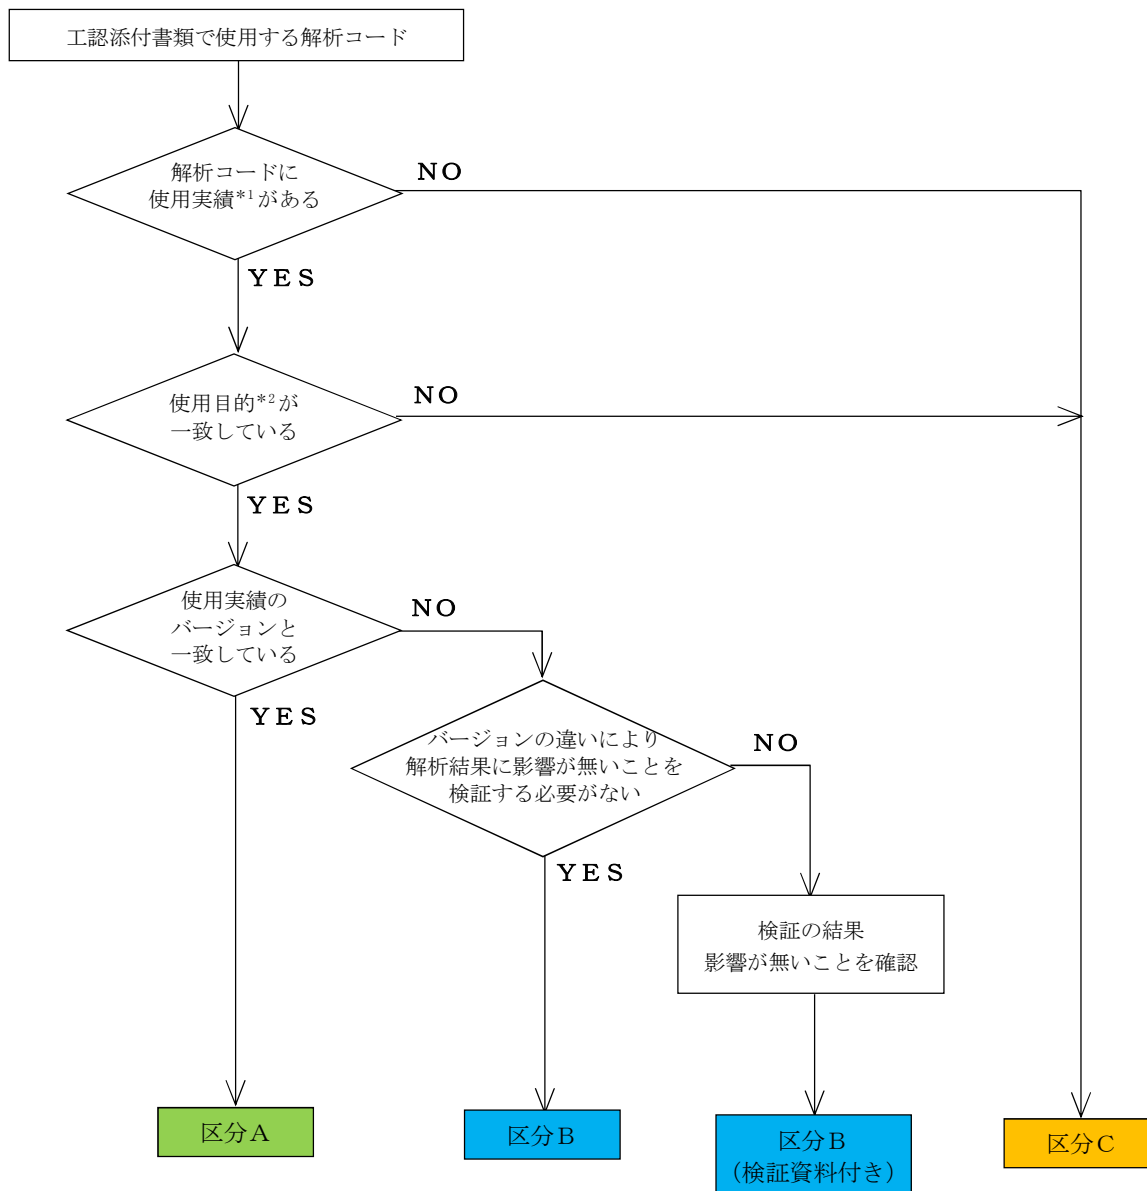 工認添付書類で使用する解析コード
解析コードに
使用実績*1がある
NO
YES
使用目的*2が
一致している
NO
YES
使用実績の
バージョンと
一致している
NO
YES
バージョンの違いにより
解析結果に影響が無いことを
検証する必要がない
NO
YES
検証の結果
影響が無いことを確認
区分A
区分B
区分B
（検証資料付き）
区分C